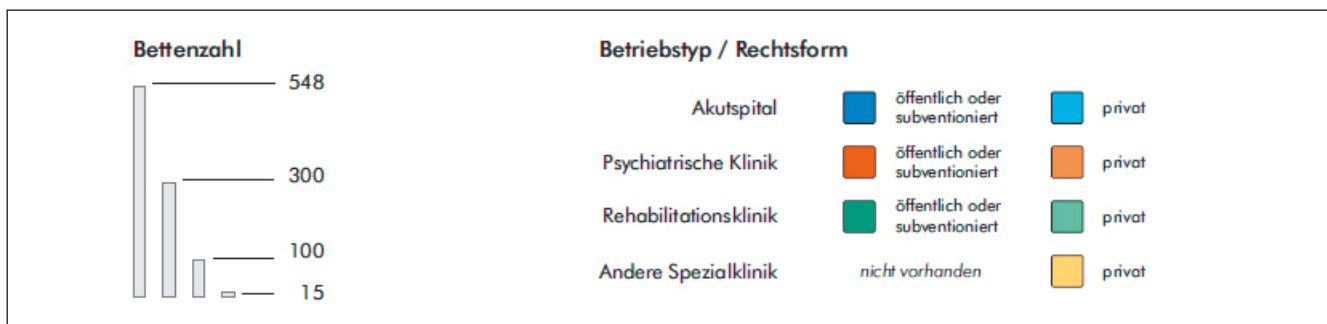 Bettenzahl
548
300
100
15
Betriebstyp / Rechtsform
Akutspital
öffentlich oder
subventioniert
privat
Psychiatrische Klinik
öffentlich oder
subventioniert
privat
Rehabilitationsklinik
öffentlich oder
subventioniert
privat
Andere Spezialklinik
nicht vorhanden
privat